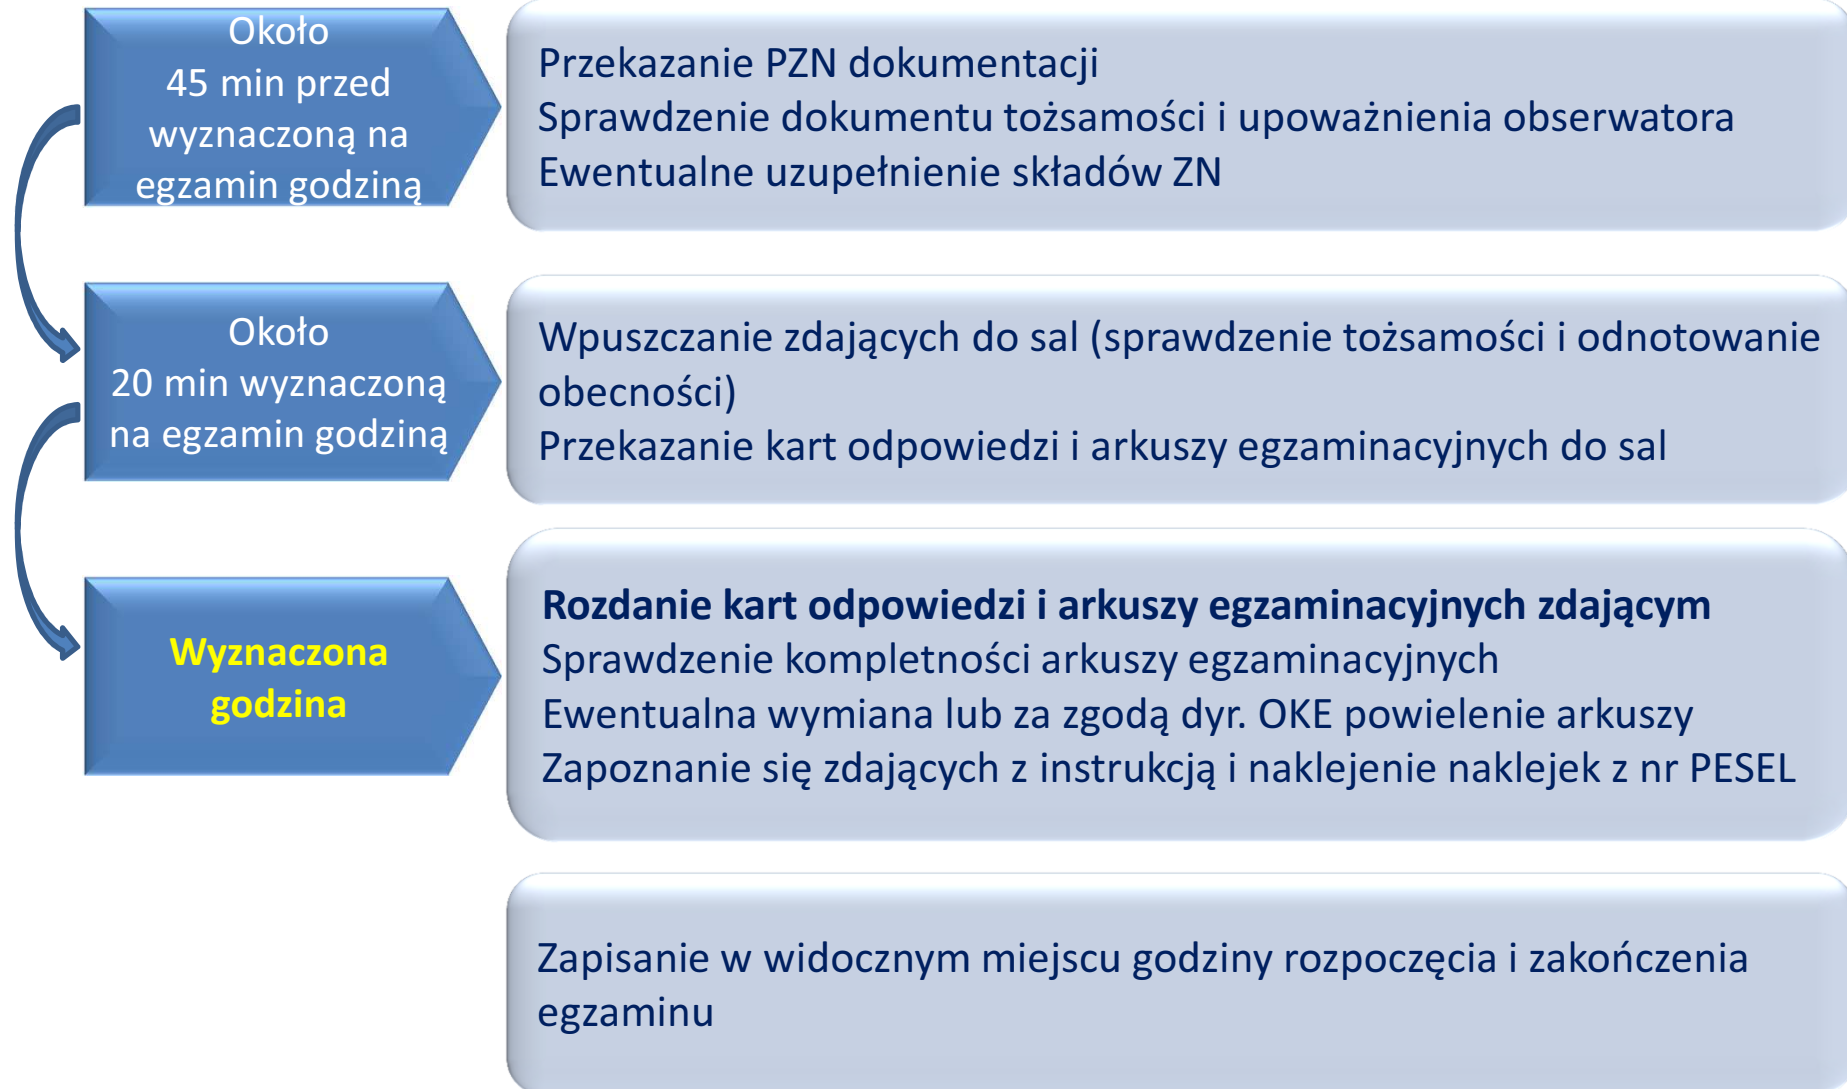 Około
45 min przed
wyznaczoną na
egzamin godziną
Przekazanie PZN dokumentacji
Sprawdzenie dokumentu tożsamości i upoważnienia obserwatora
Ewentualne uzupełnienie składów ZN
Około
20 min wyznaczoną
na egzamin godziną
Wpuszczanie zdających do sal (sprawdzenie tożsamości i odnotowanie
obecności)
Przekazanie kart odpowiedzi i arkuszy egzaminacyjnych do sal
Wyznaczona
godzina
Rozdanie kart odpowiedzi i arkuszy egzaminacyjnych zdającym
Sprawdzenie kompletności arkuszy egzaminacyjnych
Ewentualna wymiana lub za zgodą dyr. OKE powielenie arkuszy
Zapoznanie się zdających z instrukcją i naklejenie naklejek z nr PESEL
Zapisanie w widocznym miejscu godziny rozpoczęcia i zakończenia
egzaminu